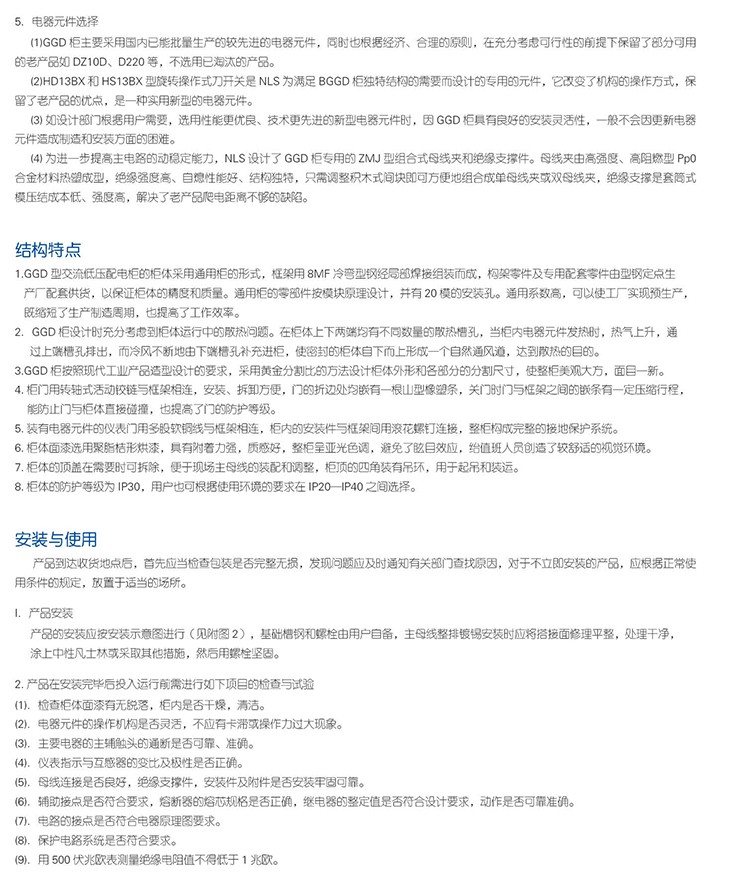 5. 电器元件选择
(1)GGD 柜主要采用国内已能批量生产的较先进的电器元件，同时也根据经济、合理的原则，在充分考虑可行性的前提下保留了部分可用
的老产品如 DZ10D、D220 等，不选用已淘汰的产品。
(2)HD13BX 和 HS13BX 型旋转操作式刀开关是 NLS 为满足 BGGD 柜独特结构的需要而设计的专用的元件，它改变了机构的操作方式，保
留了老产品的优点，是一种实用新型的电器元件。
(3) 如设计部门根据用户需要，选用性能更优良、技术更先进的新型电器元件时，因 GGD 柜具有良好的安装灵活性，一般不会因更新电器
元件造成制造和安装方面的困难。
(4) 为进一步提高主电路的动稳定能力，NLS 设计了 GGD 柜专用的 ZMJ 型组合式母线夹和绝缘支撑件。母线夹由高强度、高阻燃型 Pp0
合金材料热塑成型，绝缘强度高、自熄性能好、结构独特，只需调整积木式间块即可方便地组合成单母线夹或双母线夹，绝缘支撑是套筒式
模压结成本低、强度高，解决了老产品爬电距离不够的缺陷。
结构特点
1.GGD 型交流低压配电柜的柜体采用通用柜的形式，框架用 8MF 冷弯型钢经局部焊接组装而成，构架零件及专用配套零件由型钢定点生
产厂配套供货，以保证柜体的精度和质量。通用柜的零部件按模块原理设计，并有 20 模的安装孔。通用系数高，可以使工厂实现预生产，
既缩短了生产制造周期，也提高了工作效率。
2. GGD 柜设计时充分考虑到柜体运行中的散热问题。在柜体上下两端均有不同数量的散热槽孔，当柜内电器元件发热时，热气上升，通
过上端槽孔排出，而冷风不断地由下端槽孔补充进柜，使密封的柜体自下而上形成一个自然通风道，达到散热的目的。
3.GGD 柜按照现代工业产品造型设计的要求，采用黄金分割比的方法设计柜体外形和各部分的分割尺寸，使整柜美观大方，面目一新。
4. 柜门用转轴式活动铰链与框架相连，安装、拆卸方便，门的折边处均嵌有一根山型橡塑条，关门时门与框架之间的嵌条有一定压缩行程，
能防止门与柜体直接碰撞，也提高了门的防护等级。
5. 装有电器元件的仪表门用多股软铜线与框架相连，柜内的安装件与框架间用滚花螺钉连接，整柜构成完整的接地保护系统。
6. 柜体面漆选用聚脂桔形烘漆，具有附着力强，质感好，整柜呈亚光色调，避免了眩目效应，给值班人员创造了较舒适的视觉环境。
7. 柜体的顶盖在需要时可拆除，便于现场主母线的装配和调整，柜顶的四角装有吊环，用于起吊和装运。
8. 柜体的防护等级为 IP30，用户也可根据使用环境的要求在 IP20—IP40 之间选择。
安装与使用
产品到达收货地点后，首先应当检查包装是否完整无损，发现问题应及时通知有关部门查找原因，对于不立即安装的产品，应根据正常使
用条件的规定，放置于适当的场所。
I. 产品安装
产品的安装应按安装示意图进行（见附图 2），基础槽钢和螺栓由用户自备，主母线整排镀锡安装时应将搭接面修理平整，处理干净，
涂上中性凡士林或采取其他措施，然后用螺栓坚固。
2. 产品在安装完毕后投入运行前需进行如下项目的检查与试验
(1). 检查柜体面漆有无脱落，柜内是否干燥，清洁。
(2). 电器元件的操作机构是否灵活，不应有卡滞或操作力过大现象。
(3). 主要电器的主辅触头的通断是否可靠、准确。
(4). 仪表指示与互感器的变比及极性是否正确。
(5). 母线连接是否良好，绝缘支撑件，安装件及附件是否安装牢固可靠。
(6). 辅助接点是否符合要求，熔断器的熔芯规格是否正确，继电器的整定值是否符合设计要求，动作是否可靠准确。
(7). 电路的接点是否符合电器原理图要求。
(8). 保护电路系统是否符合要求。
(9). 用 500 伏兆欧表测量绝缘电阻值不得低于 1 兆欧。